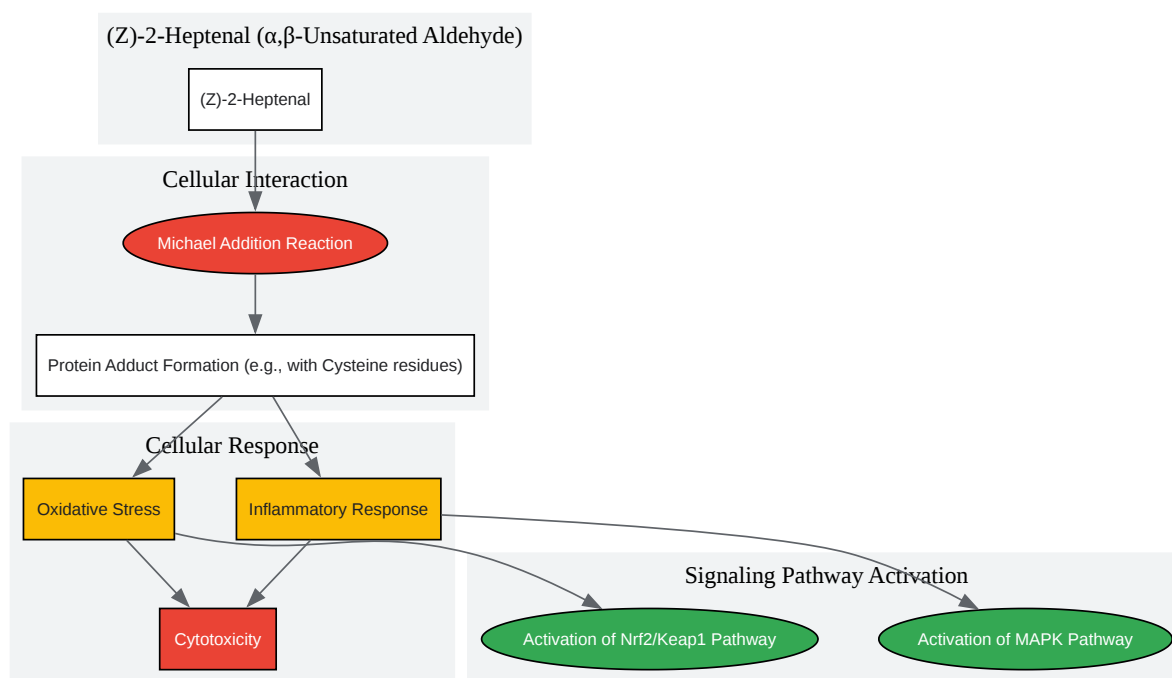 (Z)-2-Heptenal (α,β-Unsaturated Aldehyde)
(Z)-2-Heptenal
Cellular Interaction
Michael Addition Reaction
Protein Adduct Formation (e.g., with Cysteine residues)
Cellular Response
Oxidative Stress
Inflammatory Response
Signaling Pathway Activation
Cytotoxicity
Activation of Nrf2/Keap1 Pathway
Activation of MAPK Pathway